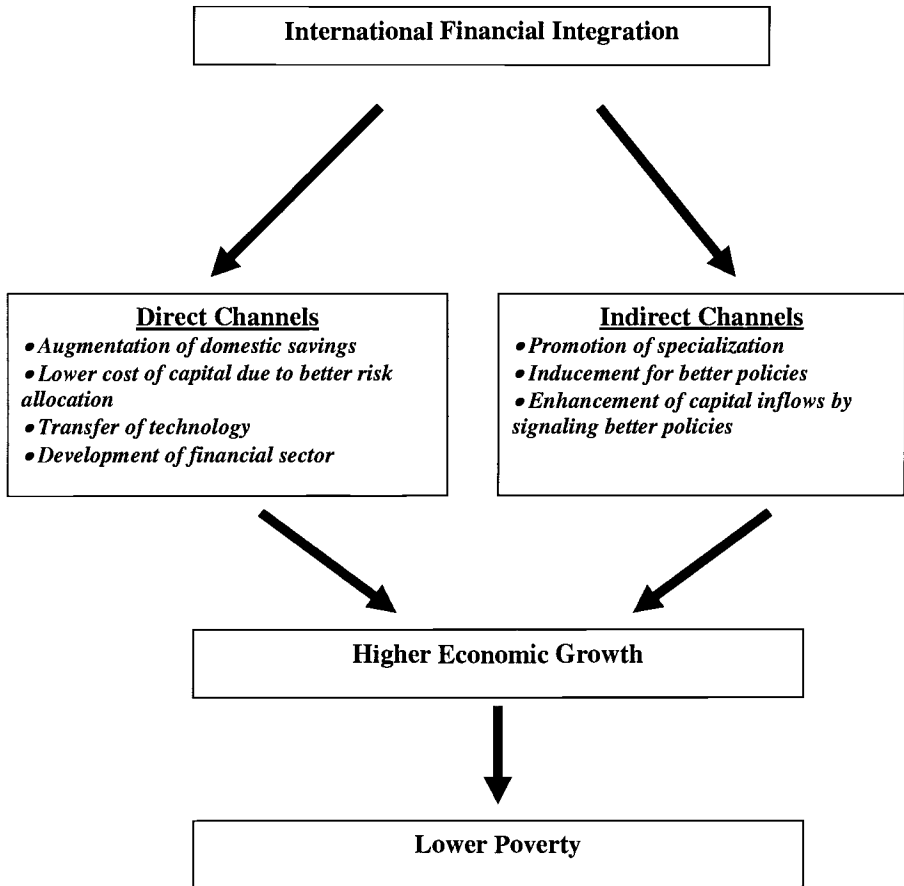 International Financial Integration
Direct Channels
• Augmentation of domestic savings
• Lower cost of capital due to better risk
allocation
• Transfer of technology
• Development of financial sector
Indirect Channels
• Promotion of specialization
• Inducement for better policies
• Enhancement of capital inflows by
signaling better policies
Higher Economic Growth
Lower Poverty